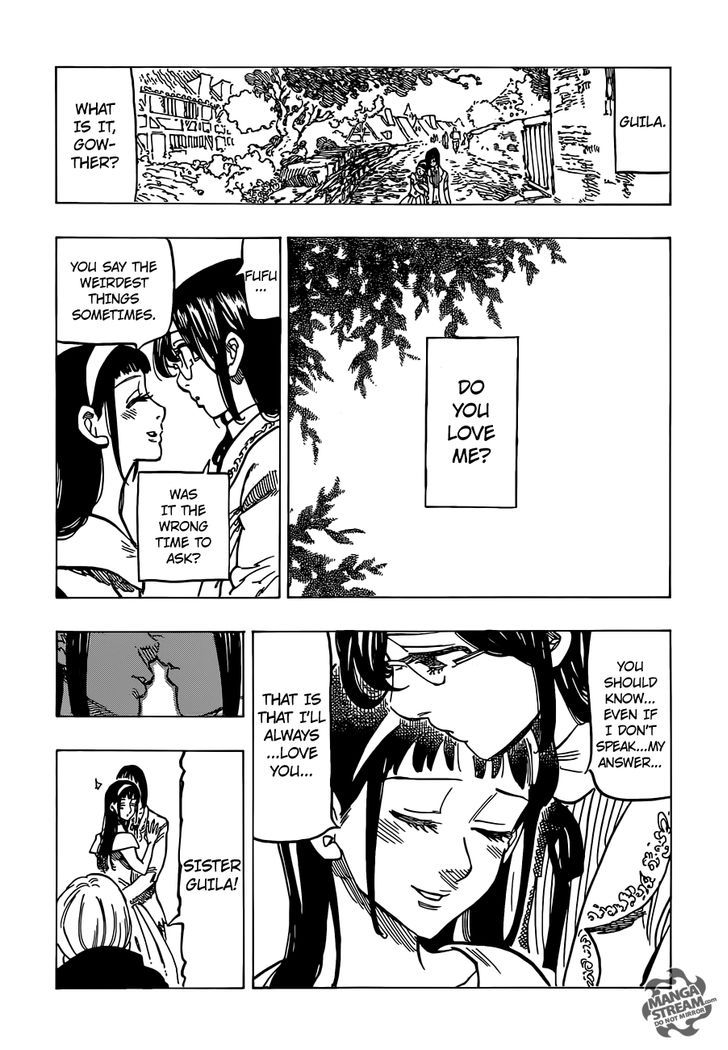 GUILA.
WHAT
IS IT,
GOW-
THER?
DO
YOU
LOVE
ME?
FUFU
...
YOU SAY THE
WEIRDEST
THINGS
SOMETIMES.
WAS
IT THE
WRONG
TIME TO
ASK?
YOU
SHOULD
KNOW...
EVEN IF
I DON'T
SPEAK...MY
ANSWER...
THAT IS
THAT I'LL
ALWAYS
...LOVE
YOU...
SISTER
GUILA!
MANGA
STREAM.com
DO NOT MIRROR